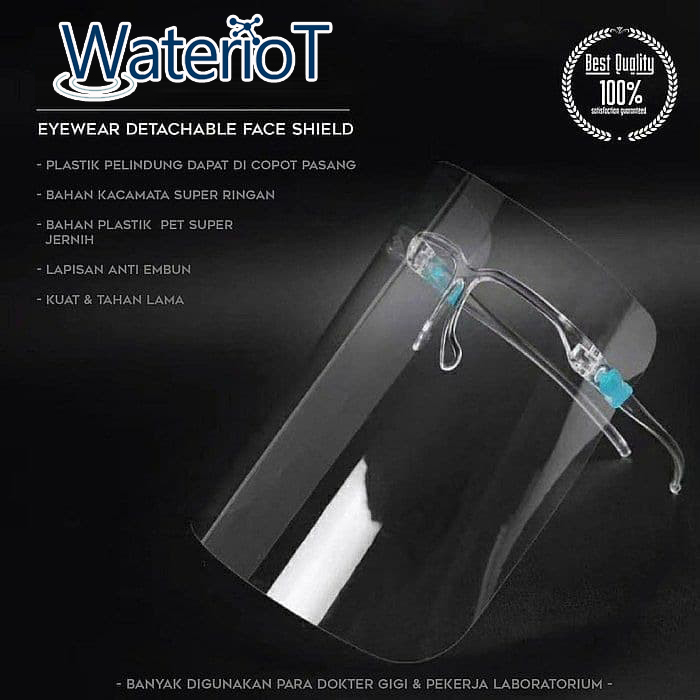 WaterioT
Best Quality
100%
satisfaction guaranteed
EYEWEAR DETACHABLE FACE SHIELD
- PLASTIK PELINDUNG DAPAT DI COPOT PASANG
- BAHAN KACAMATA SUPER RINGAN
- BAHAN PLASTIK PET SUPER
JERNIH
- LAPISAN ANTI EMBUN
- KUAT & TAHAN LAMA
- BANYAK DIGUNAKAN PARA DOKTER GIGI & PEKERJA LABORATORIUM -